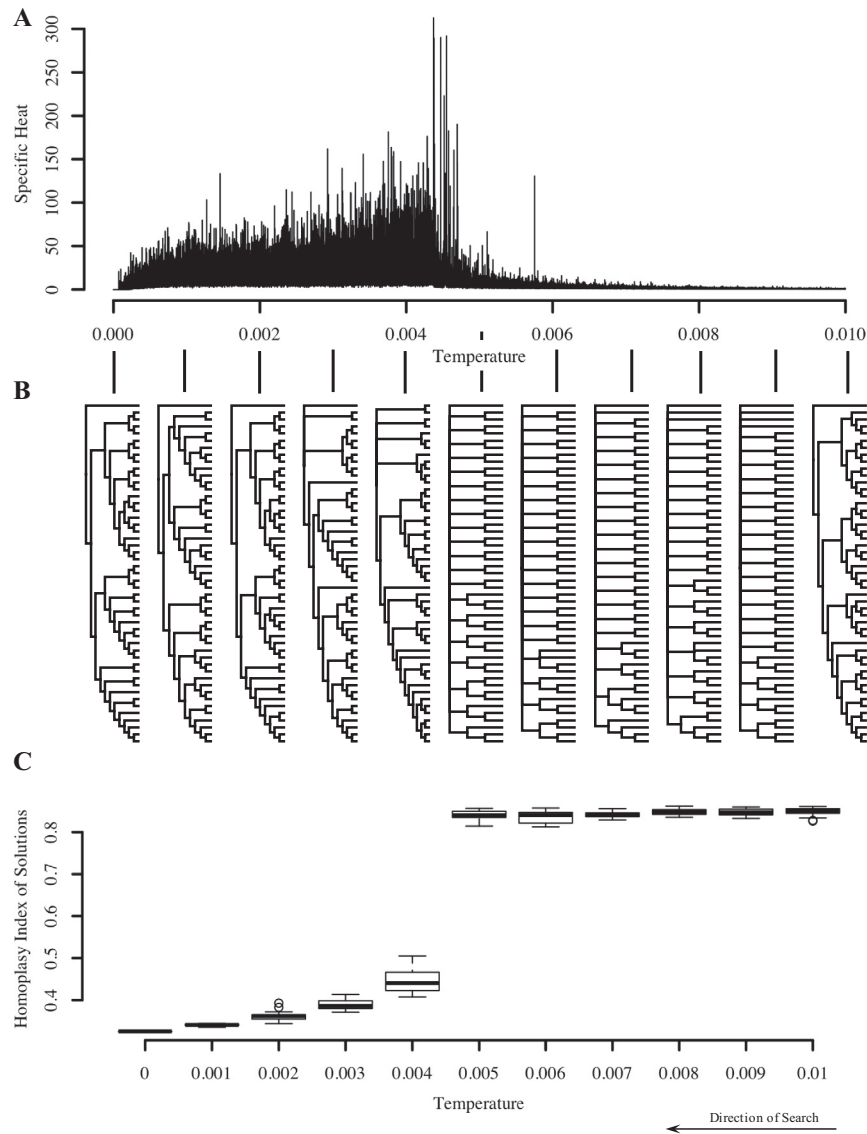 A
Specific Heat
300
250
200
150
100
50
0
0.000 0.002 0.004 0.006 0.008 0.010
Temperature
B
C
Homoplasy Index of Solutions
0.8
0.7
0.6
0.5
0.4
0 0.001 0.002 0.003 0.004 0.005 0.006 0.007 0.008 0.009 0.01
Temperature
Direction of Search